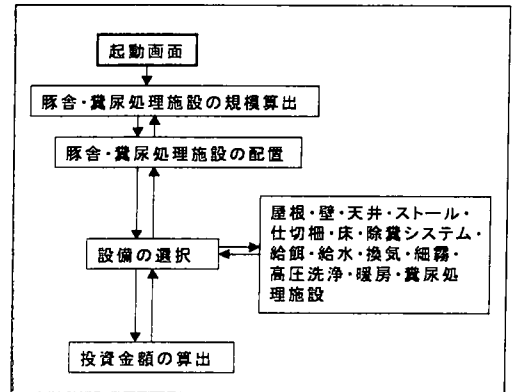 起動画面
豚舎・糞尿処理施設の規模算出
豚舎・糞尿処理施設の配置
設備の選択
屋根・壁・天井・ストール・
仕切柵・床・除糞システム・
給餌・給水・換気・細霧・
高圧洗浄・暖房・糞尿処
理施設
投資金額の算出